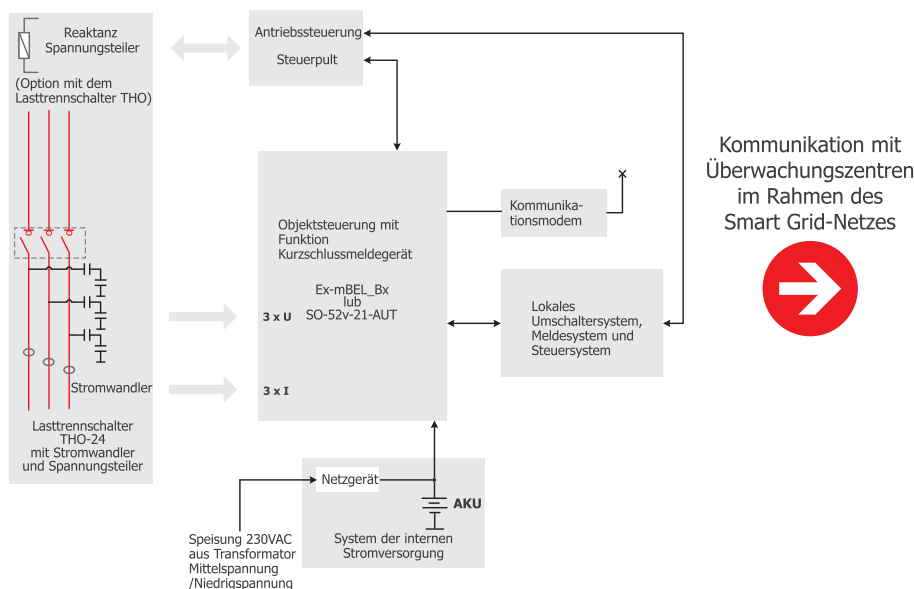 Reaktanz
Spannungsteiler
(Option mit dem
Lasttrennschalter THO)
Stromwandler
Lasttrennschalter
THO-24
mit Stromwandler
und Spannungsteiler
Antriebssteuerung
Steuerpult
Objektsteuerung mit
Funktion
Kurzschlussmeldegerät
Ex-mBEL_Bx
lub
SO-52v-21-AUT
3 x U
3 x I
Kommunika-
tionsmodem
Lokales
Umschaltersystem,
Meldesystem und
Steuersystem
Netzgerät
AKU
System der internen
Stromversorgung
Speisung 230VAC
aus Transformator
Mittelspannung
/Niedrigspannung
Kommunikation mit
Überwachungszentren
im Rahmen des
Smart Grid-Netzes